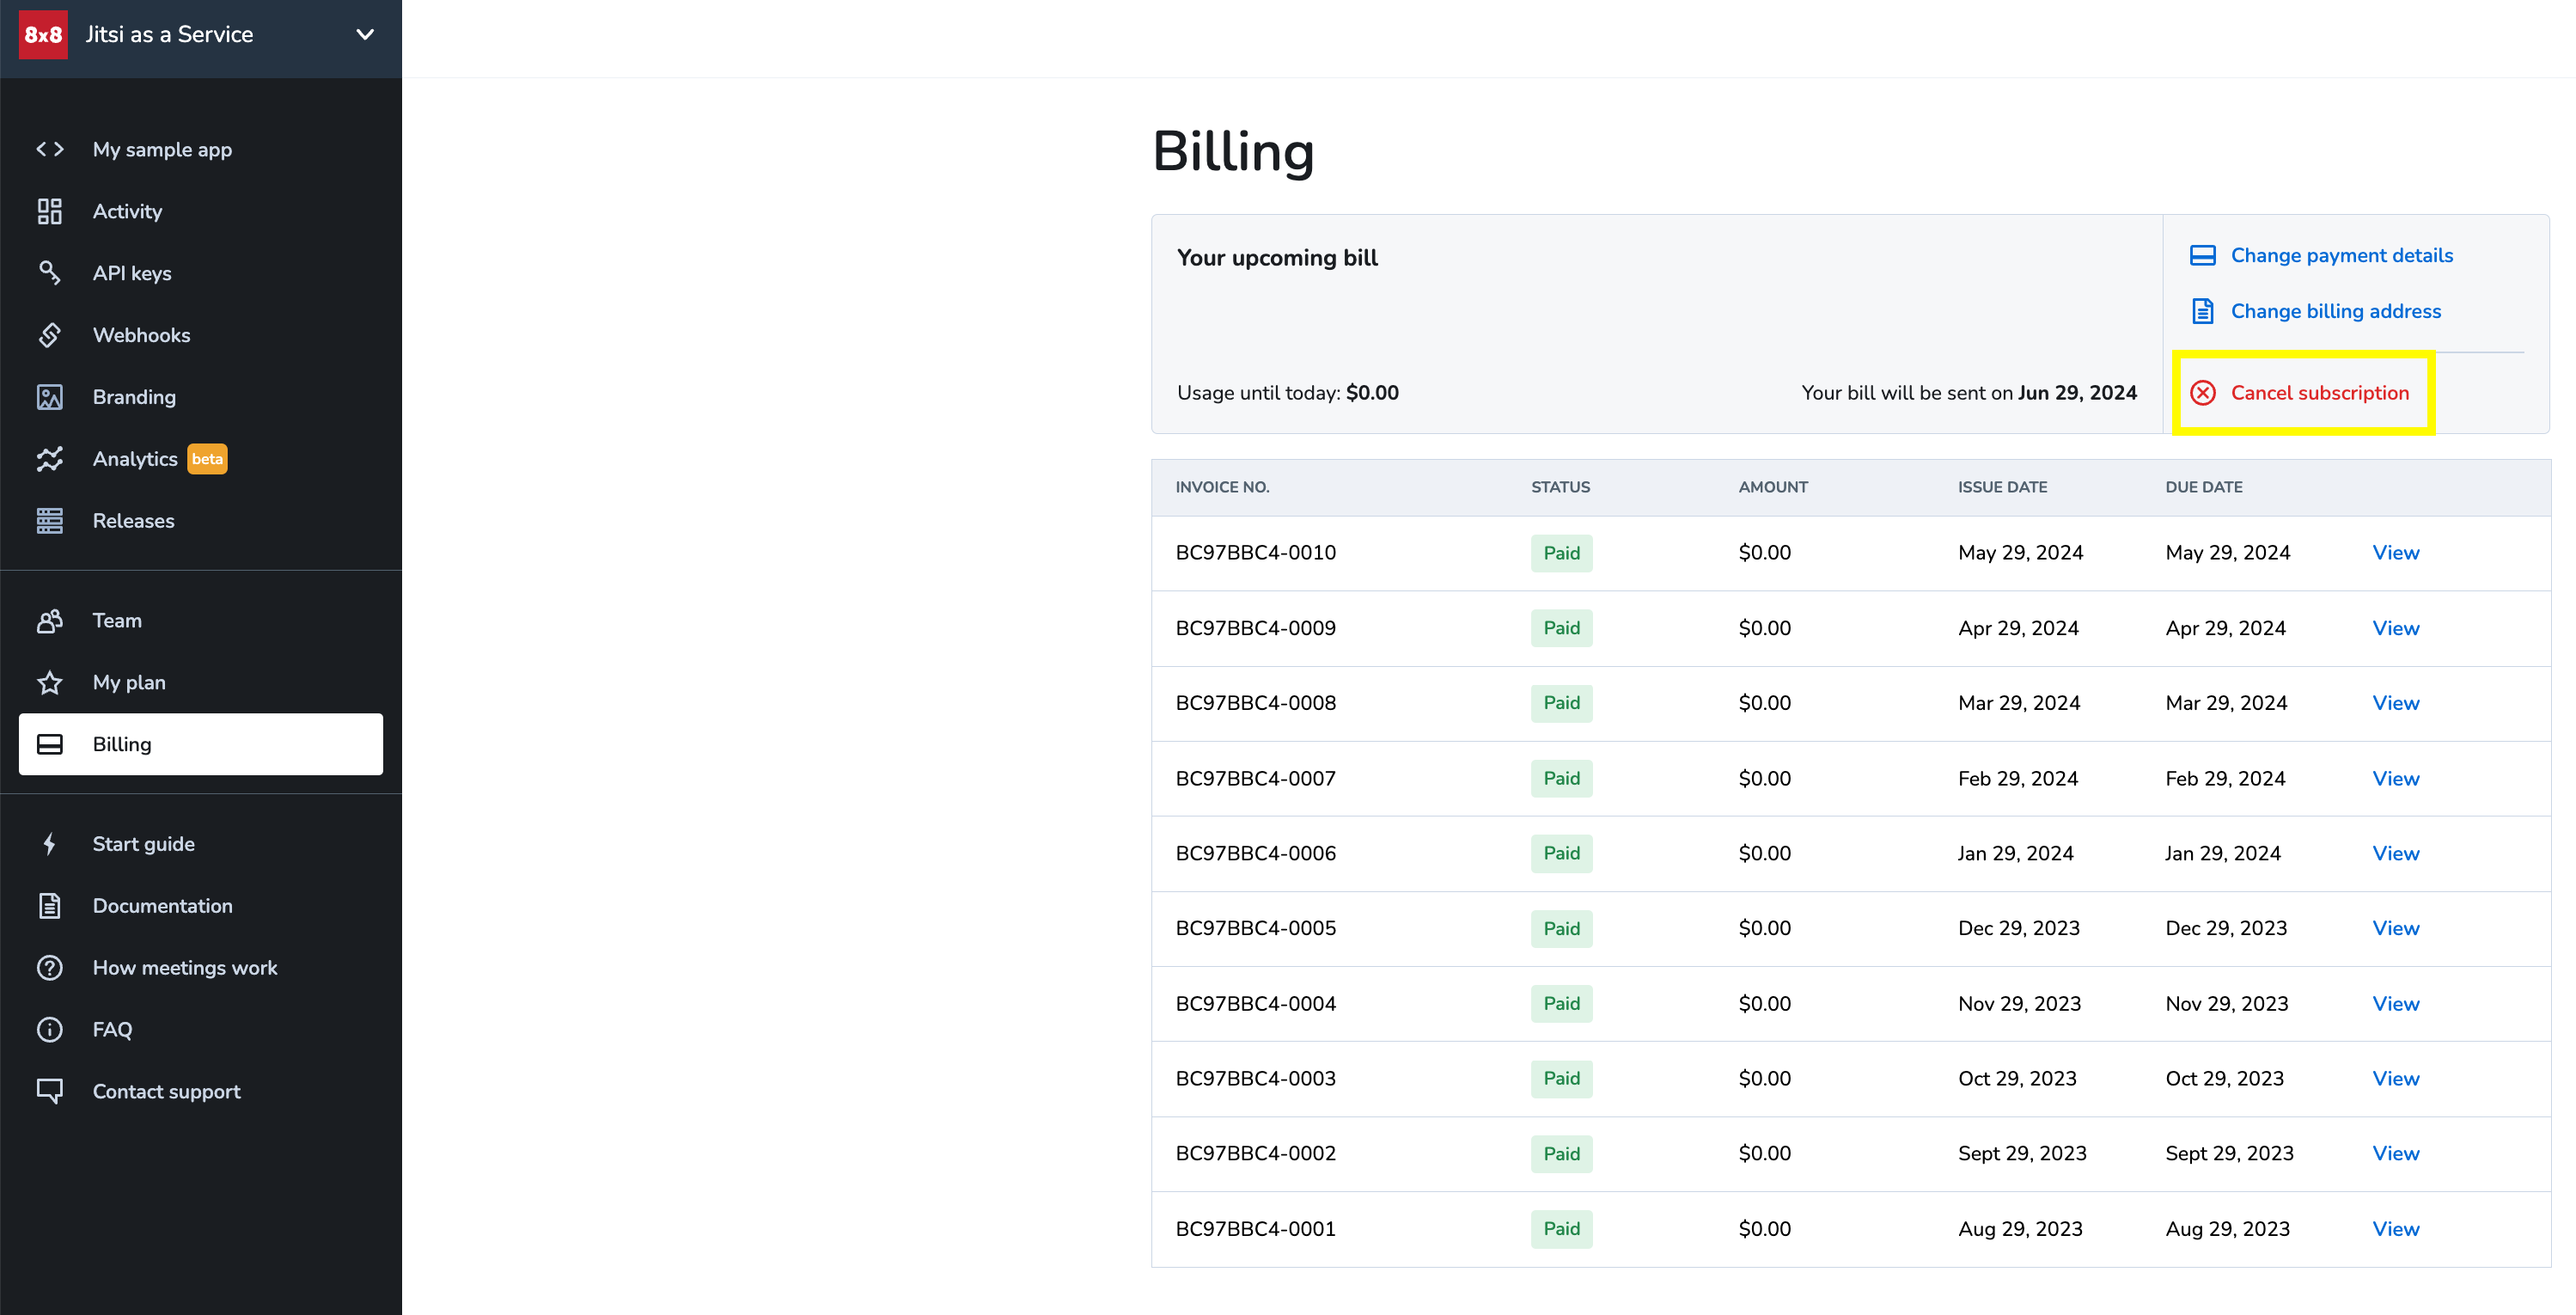 8x8 Jitsi as a Service
My sample app
Activity
API keys
Webhooks
Branding
Analytics beta
Releases
Team
My plan
Billing
Start guide
Documentation
How meetings work
FAQ
Contact support
Billing
Your upcoming bill
Usage until today: $0.00
Your bill will be sent on Jun 29, 2024
Change payment details
Change billing address
Cancel subscription
INVOICE NO. STATUS AMOUNT ISSUE DATE DUE DATE
BC97BBC4-0010 Paid $0.00 May 29, 2024 May 29, 2024 View
BC97BBC4-0009 Paid $0.00 Apr 29, 2024 Apr 29, 2024 View
BC97BBC4-0008 Paid $0.00 Mar 29, 2024 Mar 29, 2024 View
BC97BBC4-0007 Paid $0.00 Feb 29, 2024 Feb 29, 2024 View
BC97BBC4-0006 Paid $0.00 Jan 29, 2024 Jan 29, 2024 View
BC97BBC4-0005 Paid $0.00 Dec 29, 2023 Dec 29, 2023 View
BC97BBC4-0004 Paid $0.00 Nov 29, 2023 Nov 29, 2023 View
BC97BBC4-0003 Paid $0.00 Oct 29, 2023 Oct 29, 2023 View
BC97BBC4-0002 Paid $0.00 Sept 29, 2023 Sept 29, 2023 View
BC97BBC4-0001 Paid $0.00 Aug 29, 2023 Aug 29, 2023 View